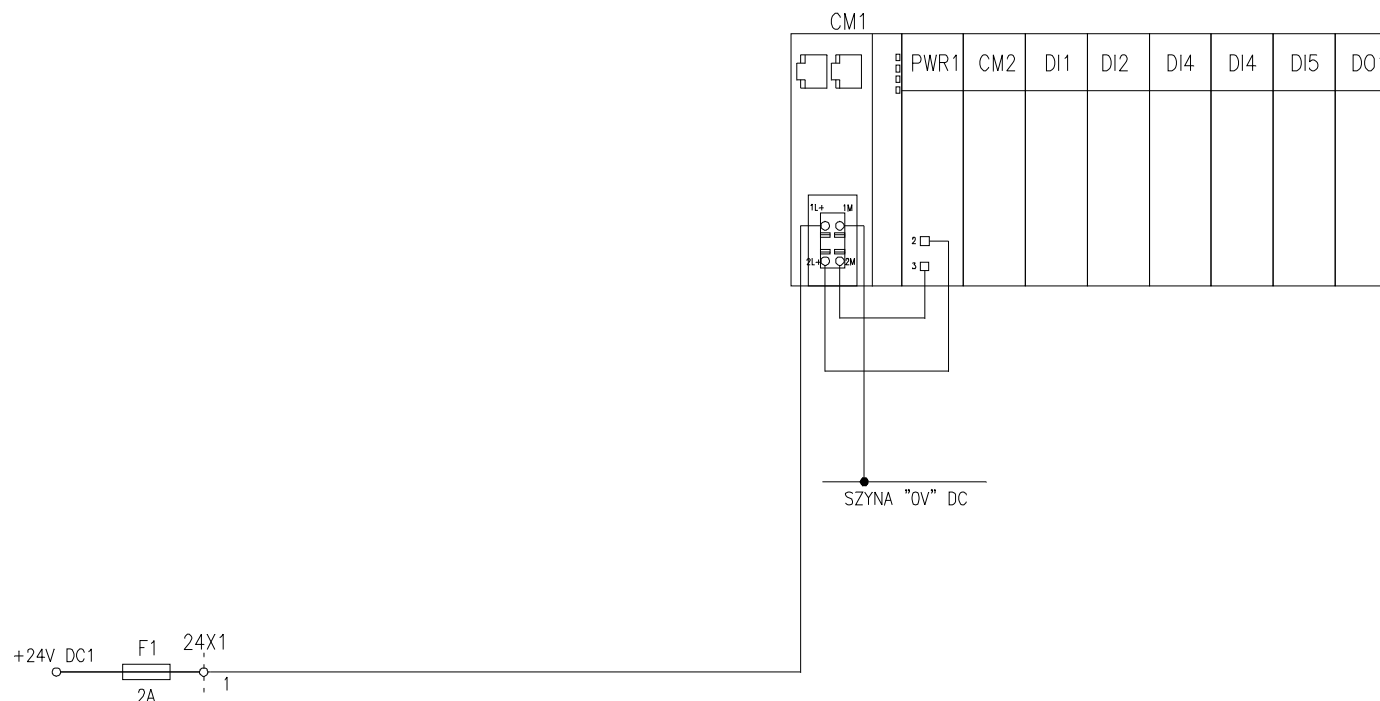 CM1
PWR1 CM2 DI1 DI2 DI4 DI4 DI5 DO1
1L+ 1M
2
2L+ 2M
3
SZYNA "0V" DC
F1 24X1
+24V DC1
1
2A